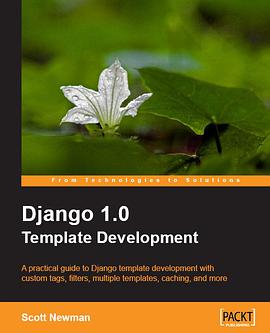 From Technologies to Solutions
Django 1.0
Template Development
A practical guide to Django template development with
custom tags, filters, multiple templates, caching, and more
Scott Newman
PACKT
PUBLISHING